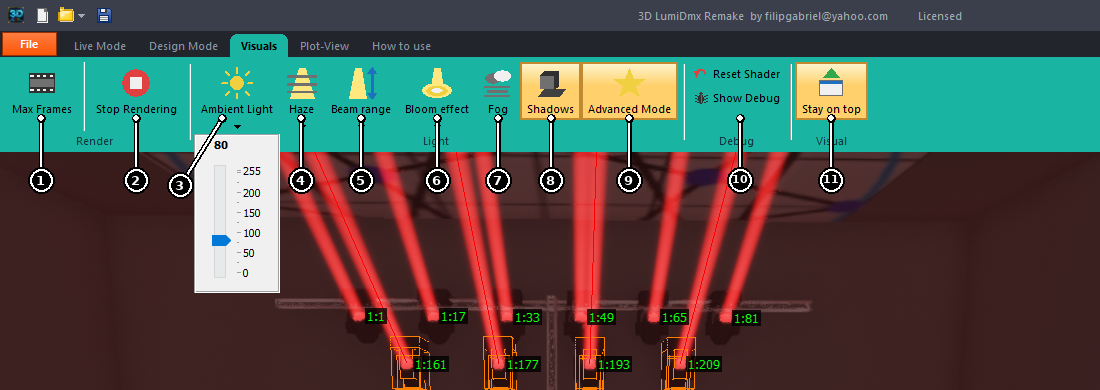 3D LumiDmx Remake by filipgabriel@yahoo.com Licensed
File Live Mode Design Mode Visuals Plot-View How to use
Max Frames Stop Rendering Ambient Light Haze Beam range Bloom effect Fog Shadows Advanced Mode Reset Shader Show Debug Stay on top
Render Light Debug Visual
80
1 2 3 4 5 6 7 8 9 10 11
255
200
150
100
50
0
1:1 1:17 1:33 1:49 1:65 1:81
1:161 1:177 1:193 1:209